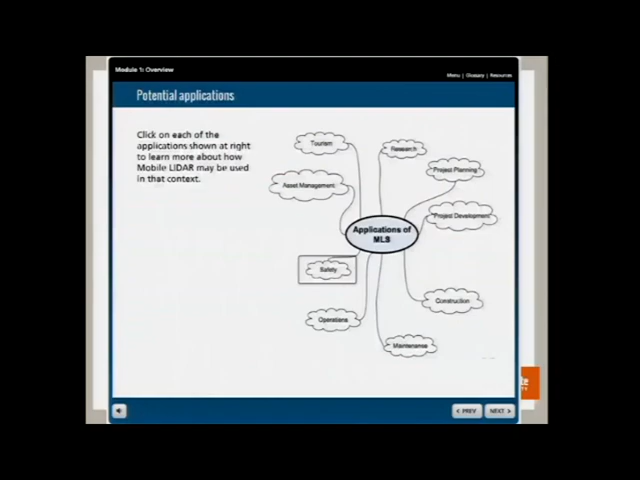 Module 1: Overview
Menu | Glossary | Resources
Potential applications
Click on each of the
applications shown at right
to learn more about how
Mobile LIDAR may be used
in that context.
Tourism
Research
Project Planning
Asset Management
Project Development
Applications of
MLS
Safety
Construction
Operations
Maintenance
< PREV
NEXT >